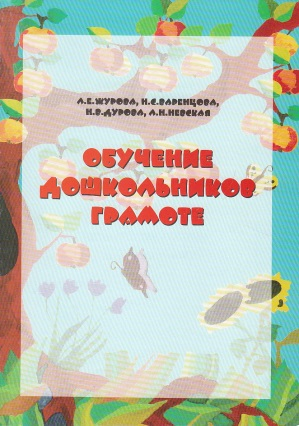 Л.Е.ЖУРОВА, Н.С.ВАРЕНЦОВА,
Н.В.ДУРОВА, Л.Н.НЕВСКАЯ
ОБУЧЕНИЕ
ДОШКОЛЬНИКОВ
ГРАМОТЕ